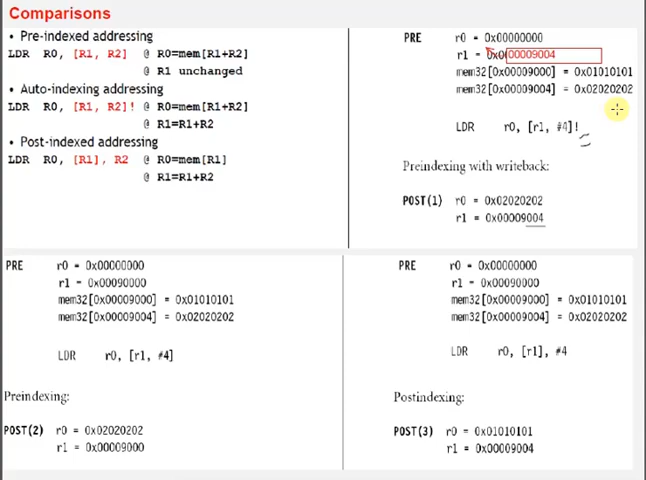 Comparisons
• Pre-indexed addressing
LDR R0, [R1, R2] @ R0=mem[R1+R2]
@ R1 unchanged
• Auto-indexing addressing
LDR R0, [R1, R2]! @ R0=mem[R1+R2]
@ R1=R1+R2
• Post-indexed addressing
LDR R0, [R1], R2 @ R0=mem[R1]
@ R1=R1+R2
PRE r0 = 0x00000000
r1 = 0x00009004
mem32[0x00009000] = 0x01010101
mem32[0x00009004] = 0x02020202
LDR r0, [r1, #4]!
Preindexing with writeback:
POST(1) r0 = 0x02020202
r1 = 0x00009004
PRE r0 = 0x00000000
r1 = 0x00090000
mem32[0x00009000] = 0x01010101
mem32[0x00009004] = 0x02020202
LDR r0, [r1, #4]
Preindexing:
POST(2) r0 = 0x02020202
r1 = 0x00009000
PRE r0 = 0x00000000
r1 = 0x00090000
mem32[0x00009000] = 0x01010101
mem32[0x00009004] = 0x02020202
LDR r0, [r1], #4
Postindexing:
POST(3) r0 = 0x01010101
r1 = 0x00009004